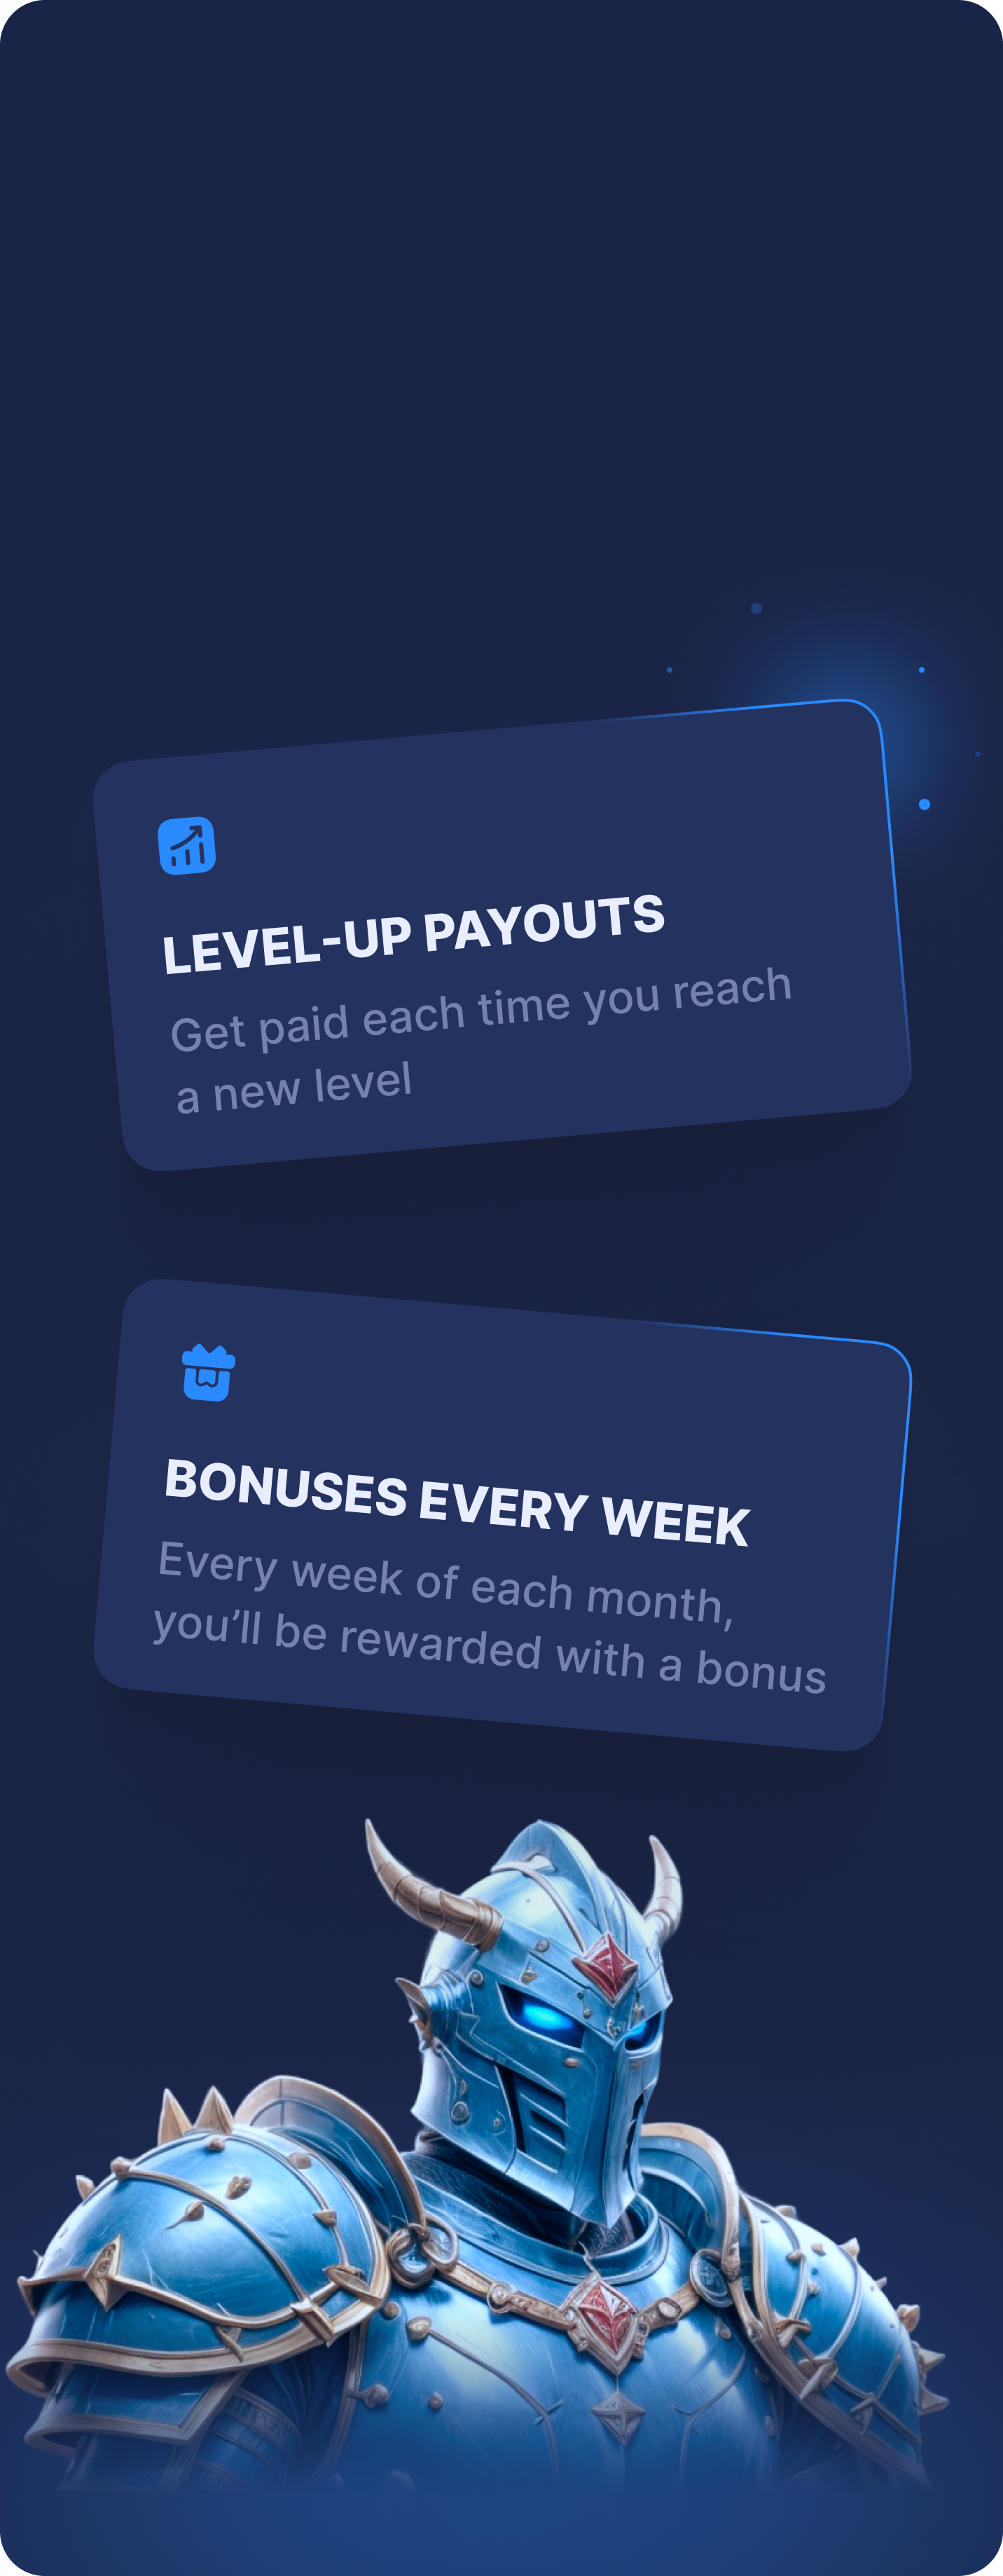 LEVEL-UP PAYOUTS
Get paid each time you reach
a new level
BONUSES EVERY WEEK
Every week of each month,
you’ll be rewarded with a bonus